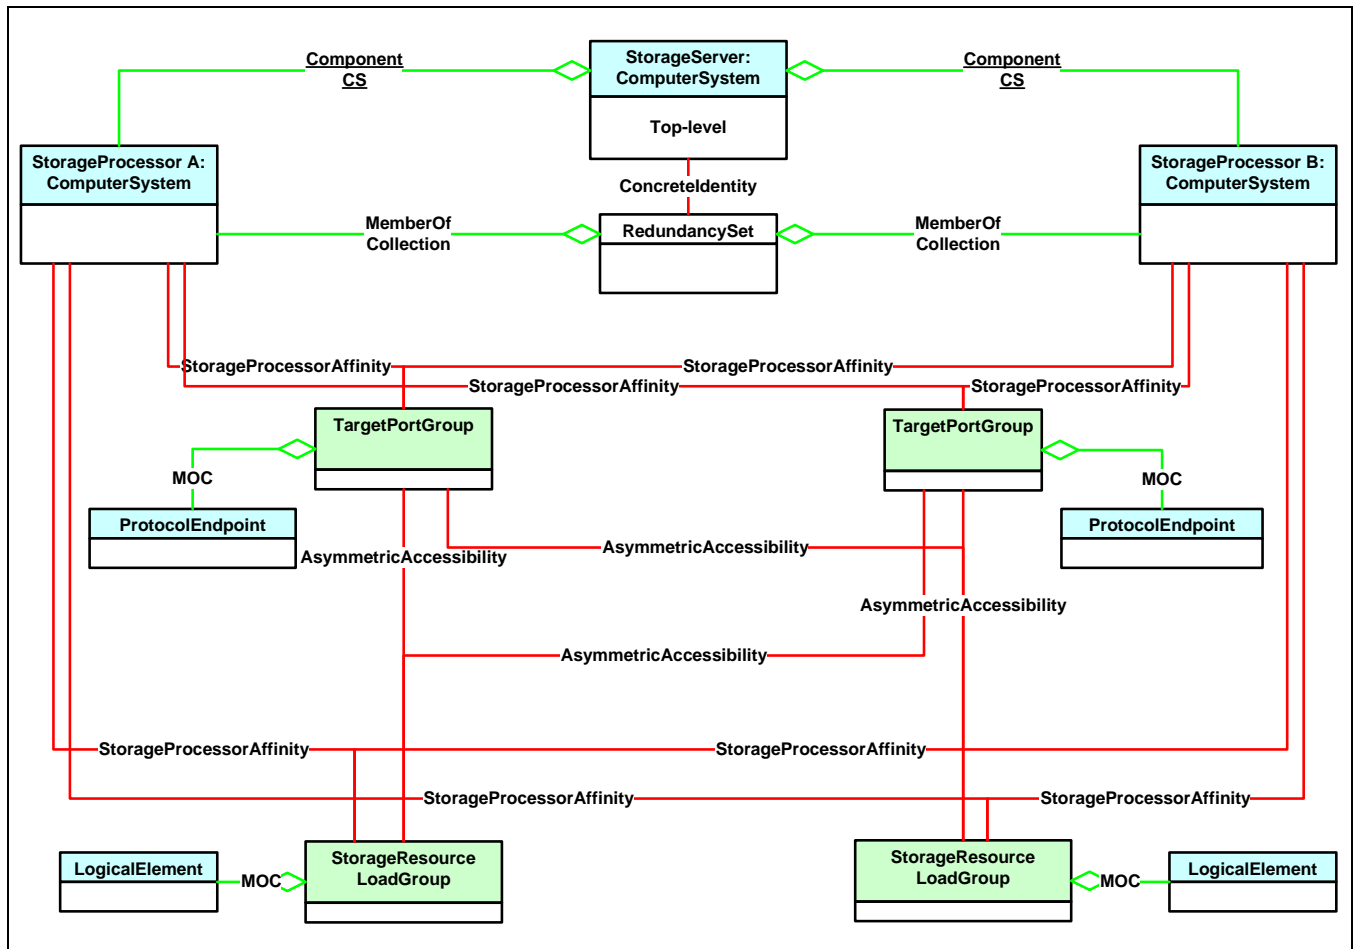 Component
CS
StorageServer:
ComputerSystem
Component
CS
Top-level
StorageProcessor A:
ComputerSystem
StorageProcessor B:
ComputerSystem
ConcreteIdentity
MemberOf
Collection
RedundancySet
MemberOf
Collection
StorageProcessorAffinity
StorageProcessorAffinity
StorageProcessorAffinity
StorageProcessorAffinity
TargetPortGroup
TargetPortGroup
MOC
MOC
ProtocolEndpoint
ProtocolEndpoint
AsymmetricAccessibility
AsymmetricAccessibility
AsymmetricAccessibility
AsymmetricAccessibility
StorageProcessorAffinity
StorageProcessorAffinity
StorageProcessorAffinity
StorageProcessorAffinity
LogicalElement
MOC
StorageResource
LoadGroup
StorageResource
LoadGroup
MOC
LogicalElement